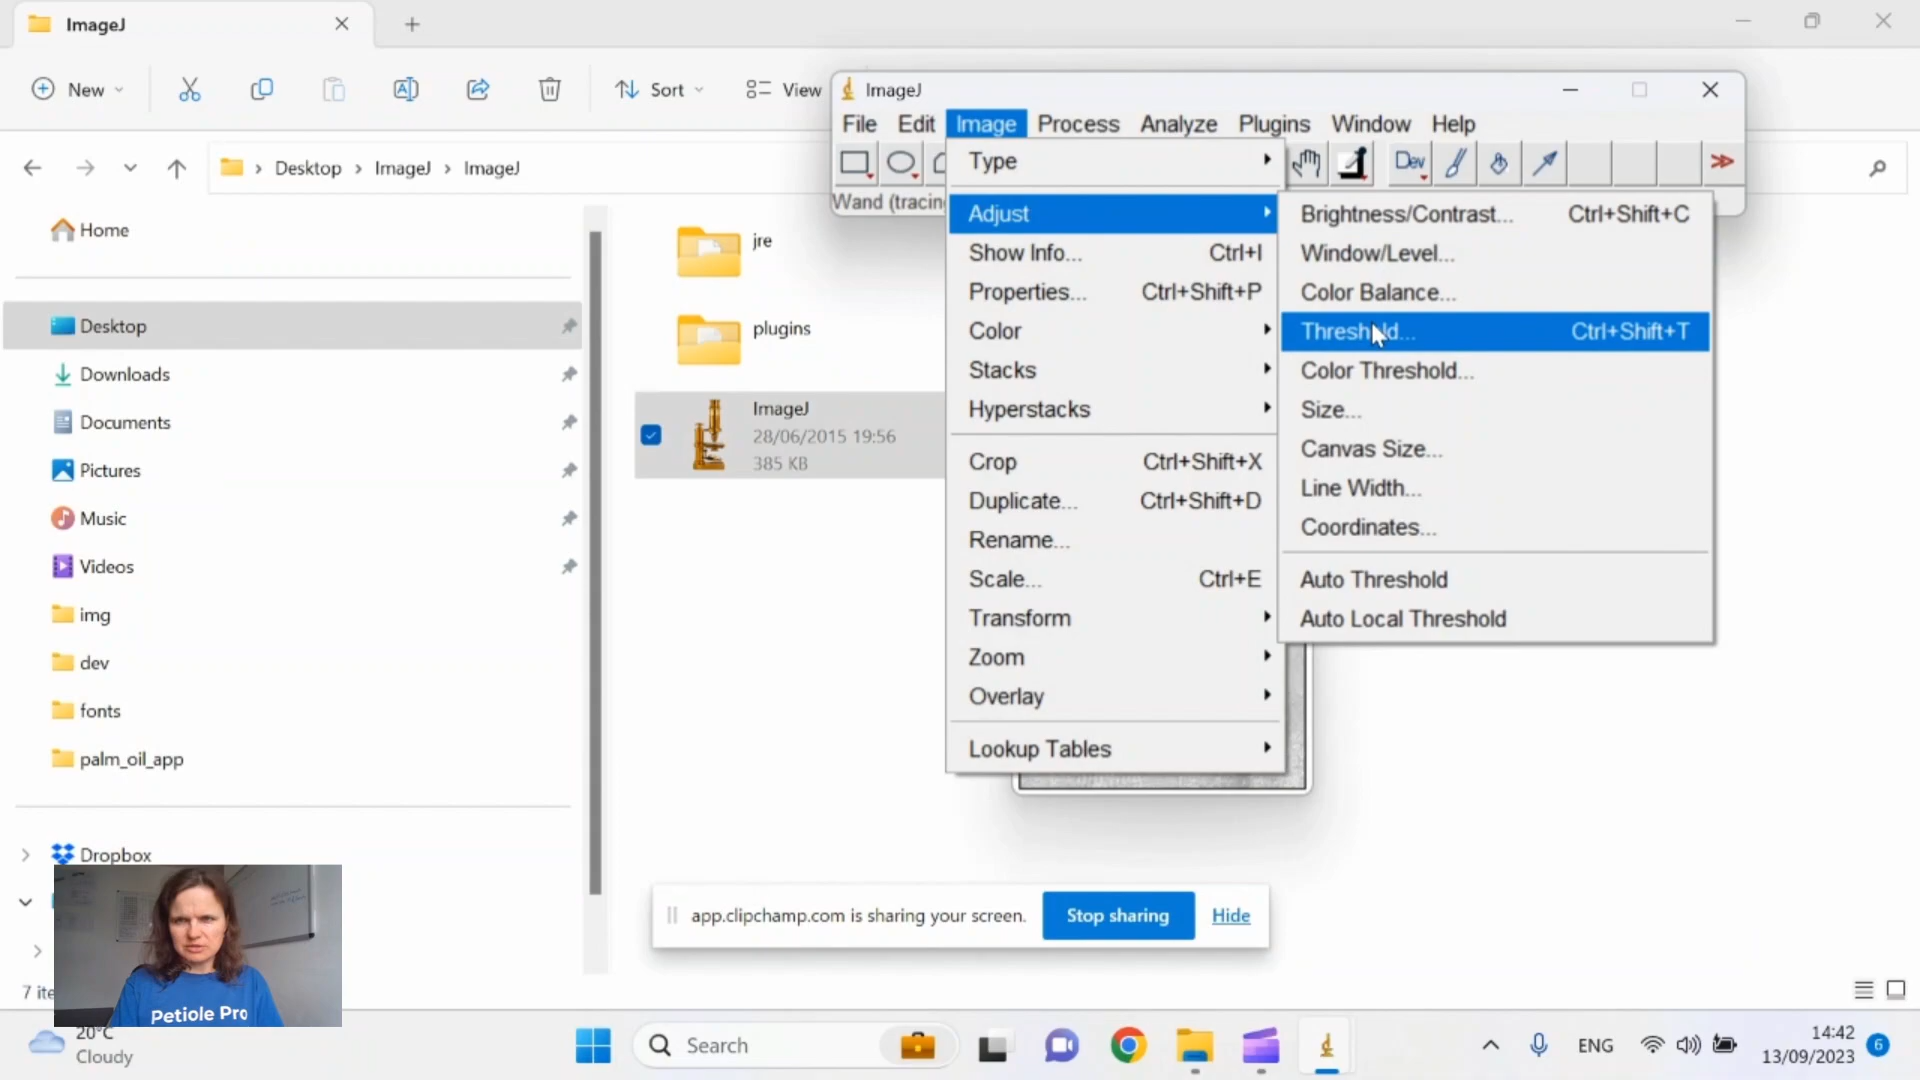 ImageJ
New
Sort
View
Desktop
ImageJ
ImageJ
Home
Desktop
Downloads
Documents
Pictures
Music
Videos
img
dev
fonts
palm_oil_app
Dropbox
7 ite
jre
plugins
ImageJ
28/06/2015 19:56
385 KB
ImageJ
File Edit Image Process Analyze Plugins Window Help
Dev
Wand (tracin
Type
Adjust
Show Info... Ctrl+I
Properties... Ctrl+Shift+P
Color
Stacks
Hyperstacks
Crop Ctrl+Shift+X
Duplicate... Ctrl+Shift+D
Rename...
Scale... Ctrl+E
Transform
Zoom
Overlay
Lookup Tables
Brightness/Contrast... Ctrl+Shift+C
Window/Level...
Color Balance...
Threshold... Ctrl+Shift+T
Color Threshold...
Size...
Canvas Size...
Line Width...
Coordinates...
Auto Threshold
Auto Local Threshold
app.clipchamp.com is sharing your screen. Stop sharing Hide
Petiole Pro
20°C
Cloudy
Search
ENG
14:42
13/09/2023
6